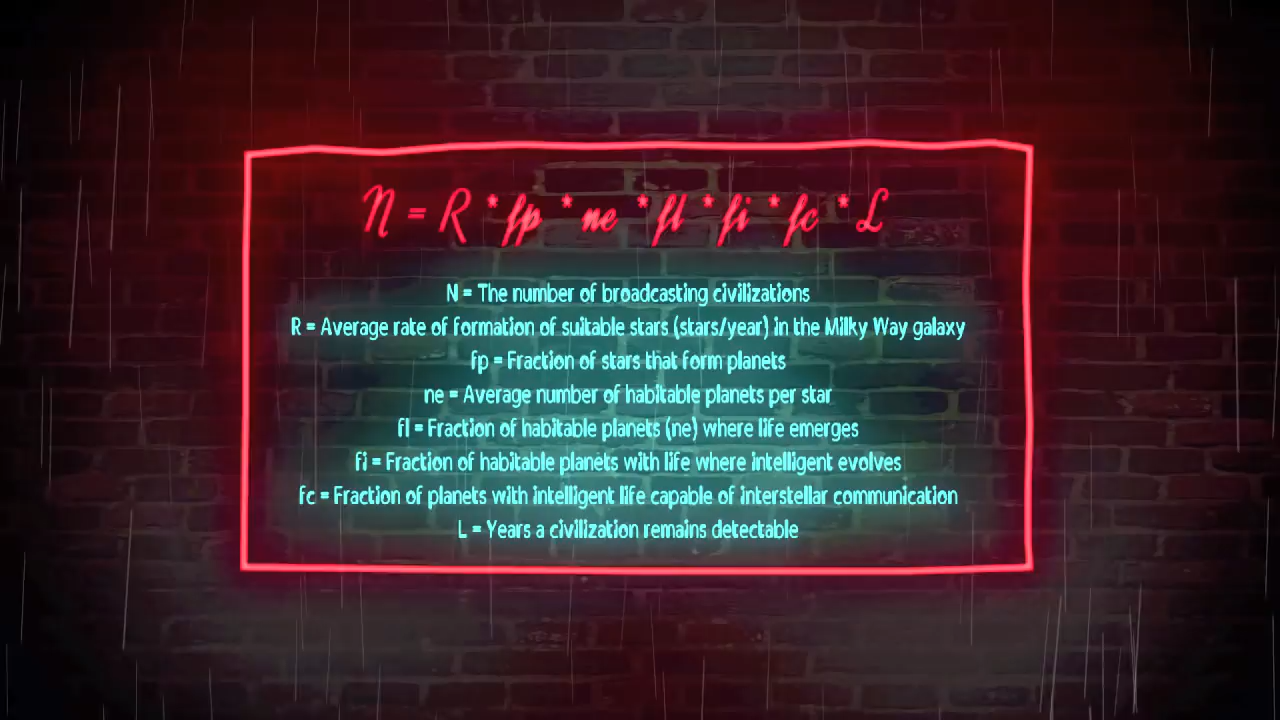 N = R * fp * ne * fl * fi * fc * L
N = The number of broadcasting civilizations
R = Average rate of formation of suitable stars (stars/year) in the Milky Way galaxy
fp = Fraction of stars that form planets
ne = Average number of habitable planets per star
fl = Fraction of habitable planets (ne) where life emerges
fi = Fraction of habitable planets with life where intelligent evolves
fc = Fraction of planets with intelligent life capable of interstellar communication
L = Years a civilization remains detectable